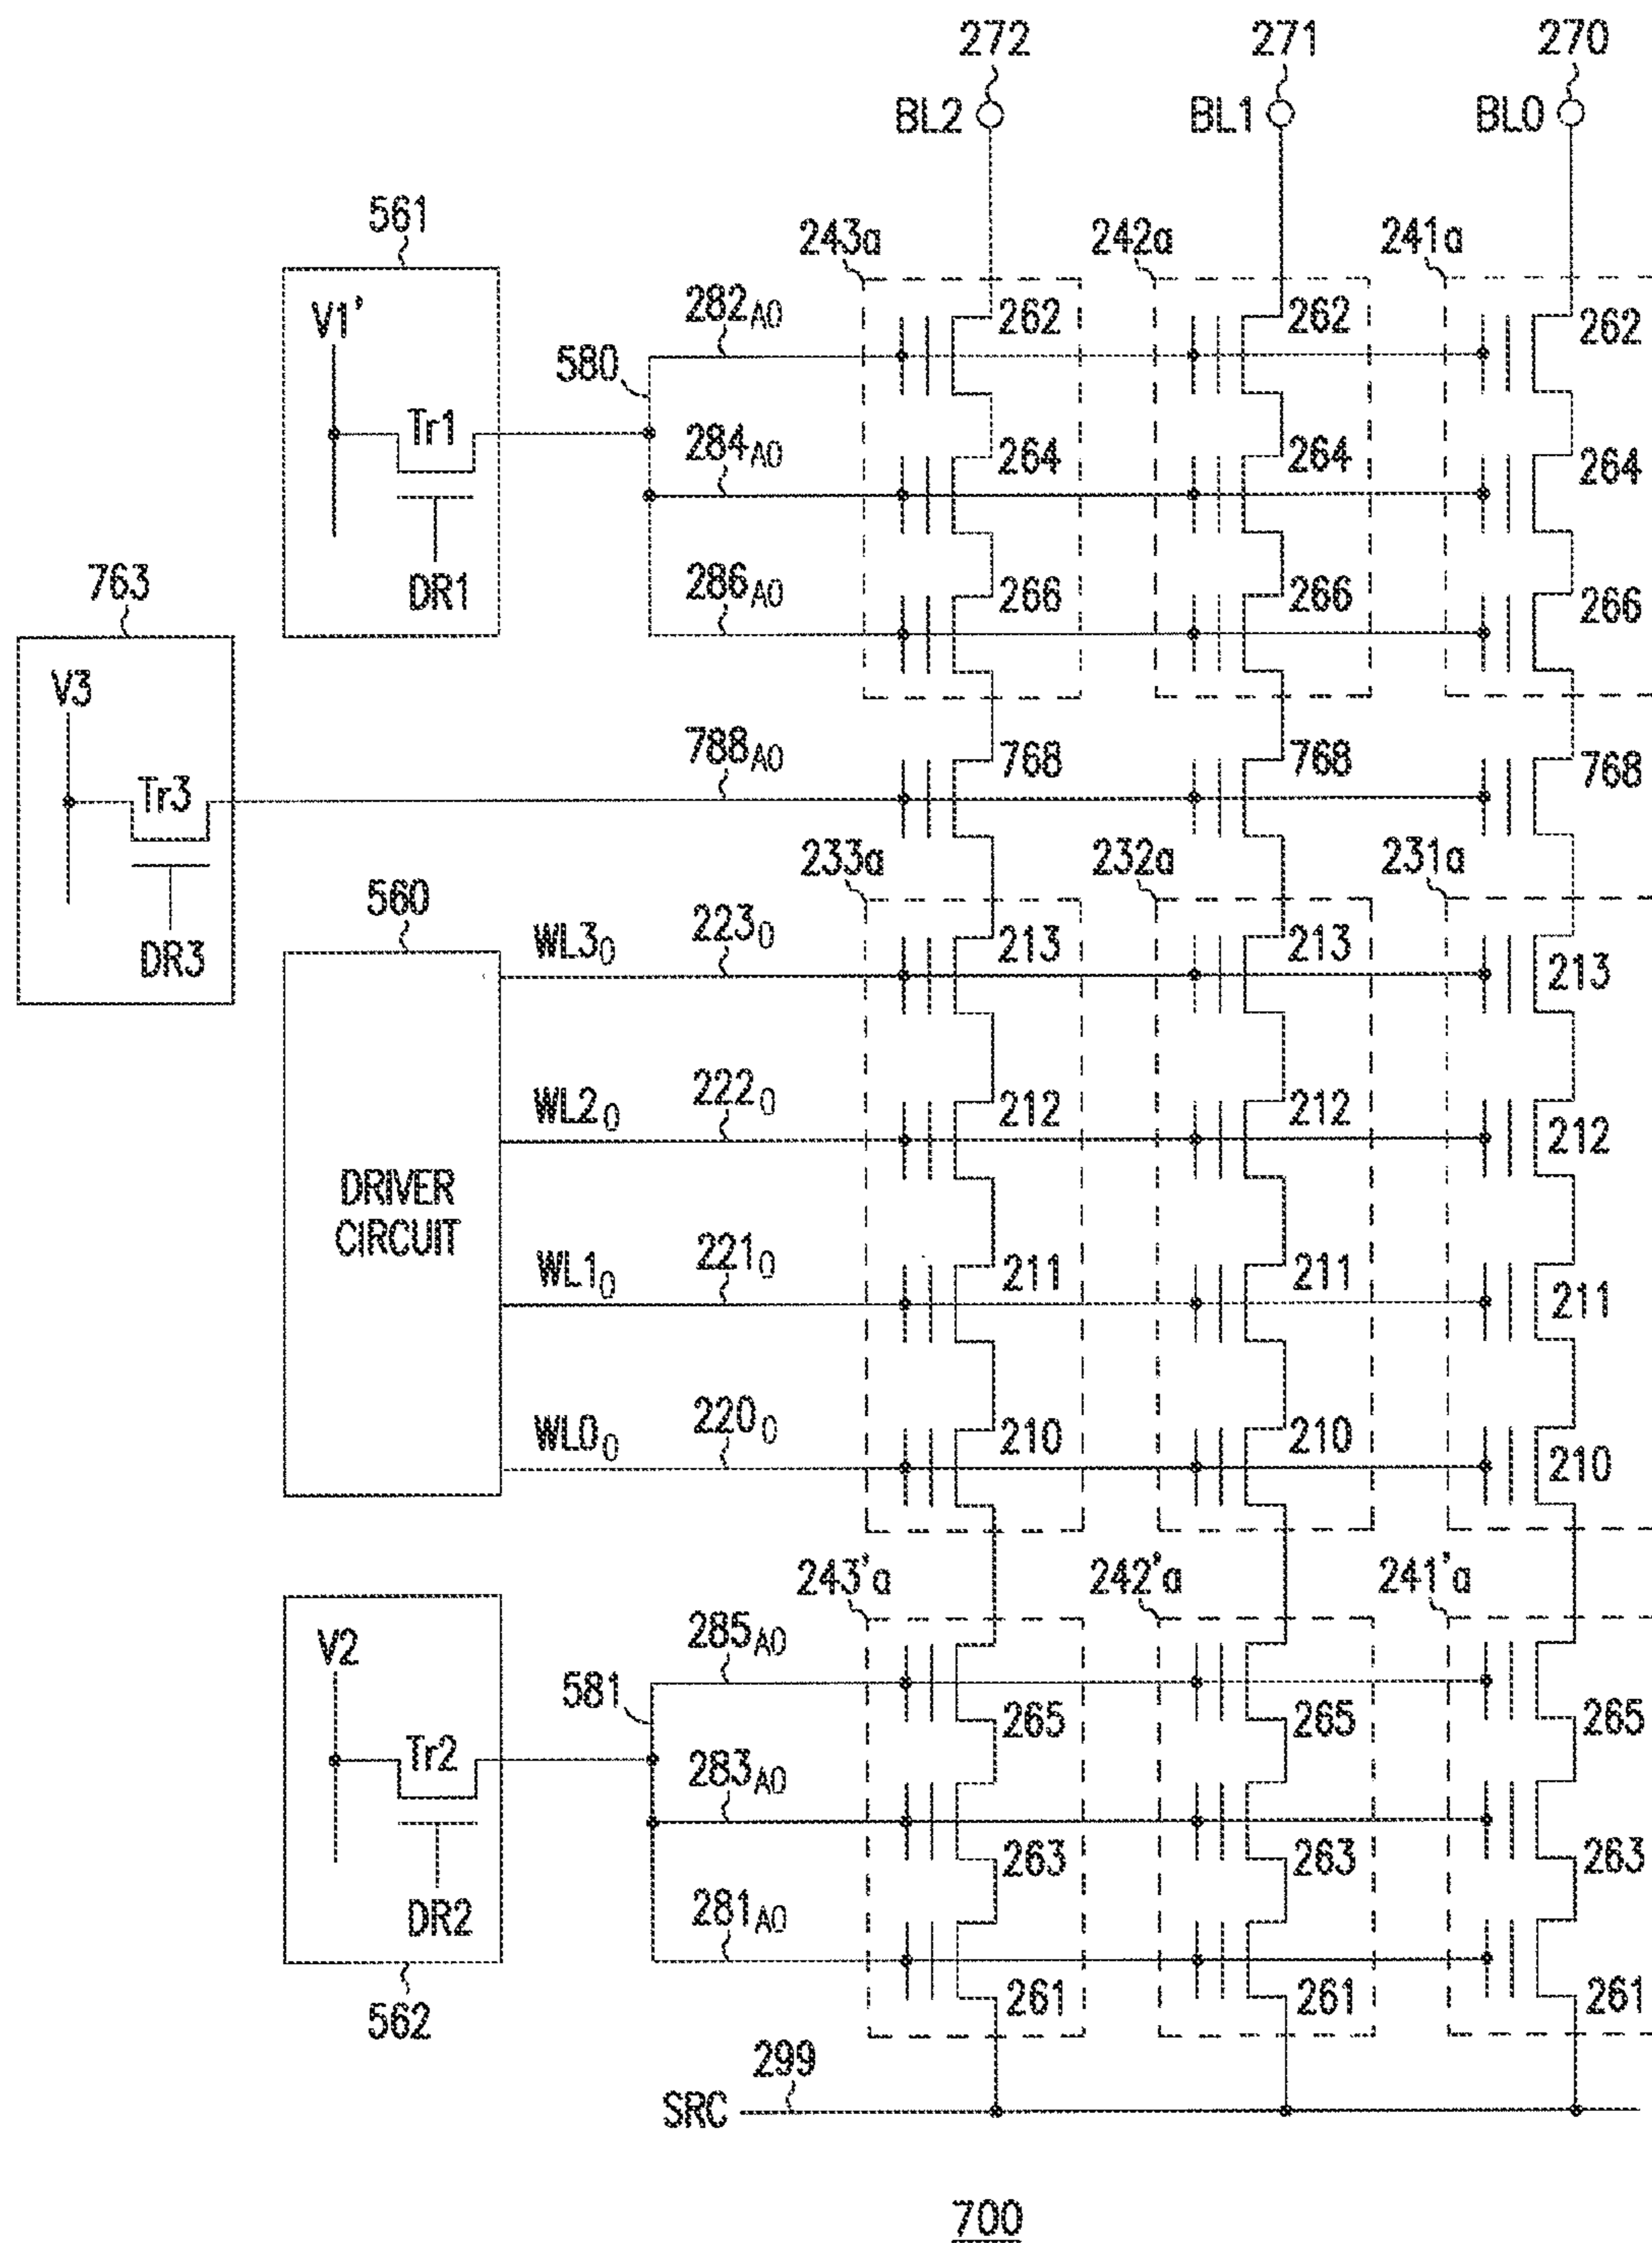 272 271 270
BL2 BL1 BL0
561 243a 242a 241a
V1' 282A0 262 262 262
580
Tr1 284A0 264 264 264
763 DR1 286A0 266 266 266
V3
788A0 768 768 768
Tr3
233a 232a 231a
560
DR3 WL3₀ 223₀ 213 213 213
WL2₀ 222₀ 212 212 212
DRIVER
CIRCUIT
WL1₀ 221₀ 211 211 211
WL0₀ 220₀ 210 210 210
243'a 242'a 241'a
V2 285A0
581 265 265 265
Tr2 283A0
263 263 263
DR2 281A0
562 261 261 261
299
SRC
700